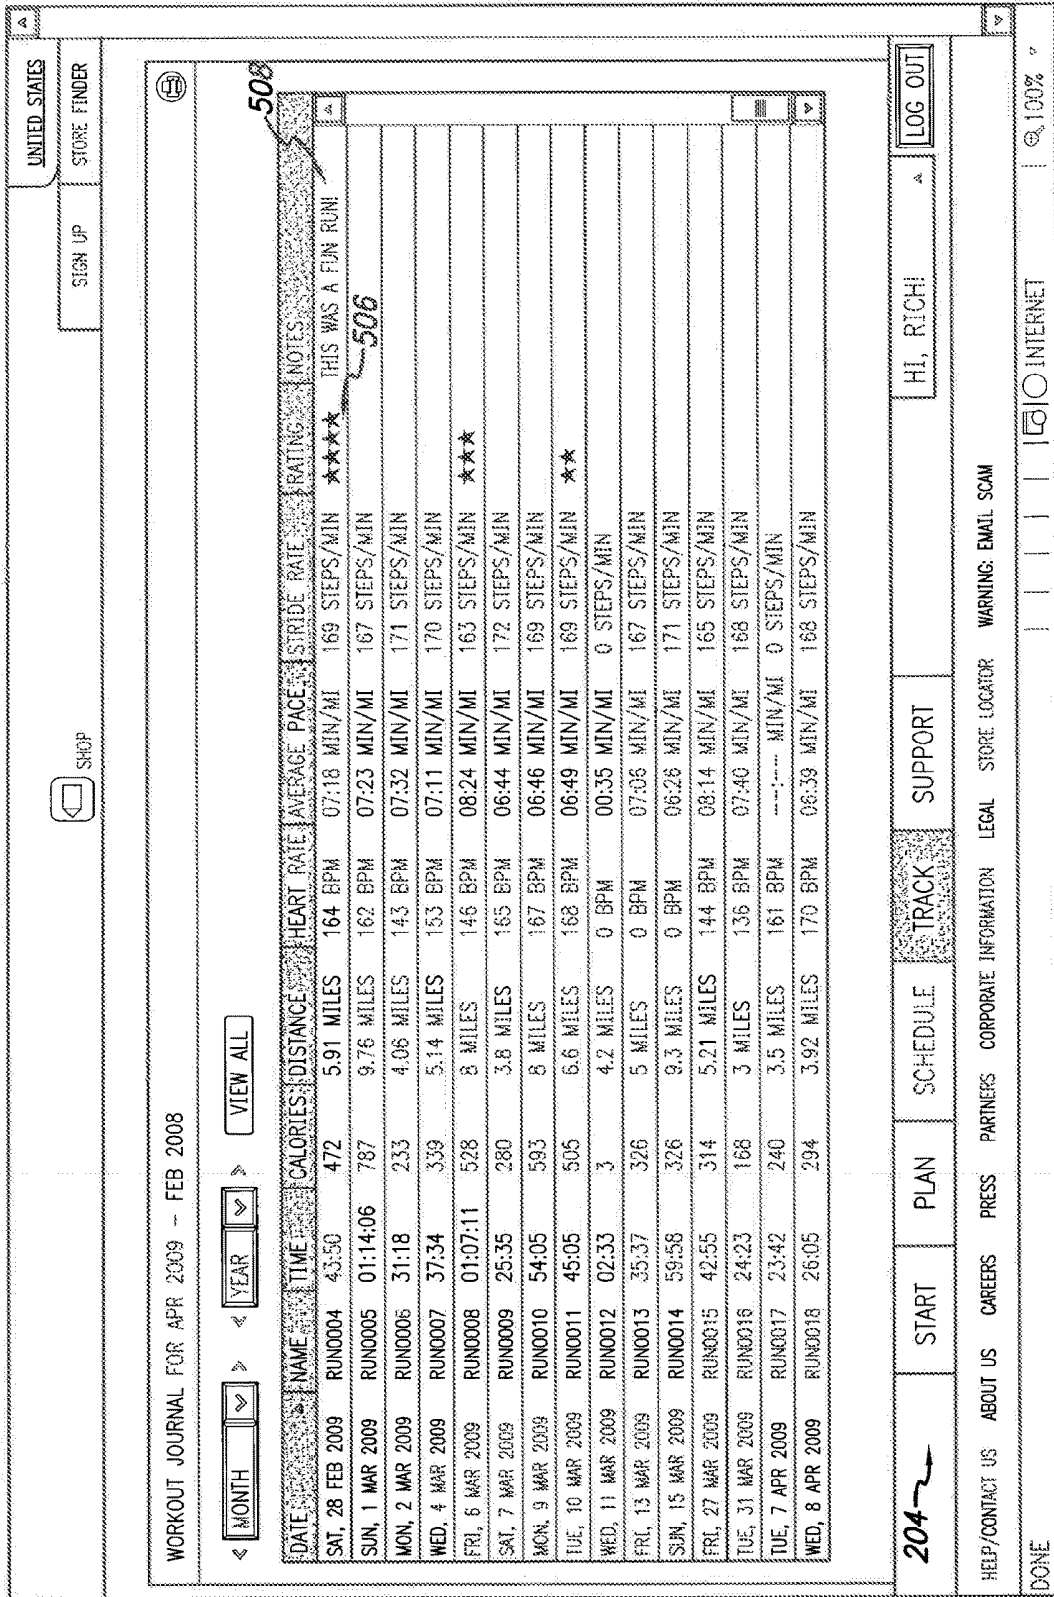 UNITED STATES
SIGN UP STORE FINDER
SHOP
WORKOUT JOURNAL FOR APR 2009 - FEB 2008
MONTH YEAR VIEW ALL
508
DATE NAME TIME CALORIES DISTANCE HEART RATE AVERAGE PACE STRIDE RATE RATING NOTES
SAT, 28 FEB 2009 RUN0004 43:50 472 5.91 MILES 164 BPM 07:18 MIN/MI 169 STEPS/MIN ★★★★ THIS WAS A FUN RUN!
SUN, 1 MAR 2009 RUN0005 01:14:06 787 9.76 MILES 162 BPM 07:23 MIN/MI 167 STEPS/MIN
506
MON, 2 MAR 2009 RUN0006 31:18 233 4.06 MILES 143 BPM 07:32 MIN/MI 171 STEPS/MIN
WED, 4 MAR 2009 RUN0007 37:34 339 5.14 MILES 153 BPM 07:11 MIN/MI 170 STEPS/MIN
FRI, 6 MAR 2009 RUN0008 01:07:11 528 8 MILES 146 BPM 08:24 MIN/MI 163 STEPS/MIN ★★★
SAT, 7 MAR 2009 RUN0009 25:35 280 3.8 MILES 165 BPM 06:44 MIN/MI 172 STEPS/MIN
MON, 9 MAR 2009 RUN0010 54:05 593 8 MILES 167 BPM 06:46 MIN/MI 169 STEPS/MIN
TUE, 10 MAR 2009 RUN0011 45:05 505 6.6 MILES 168 BPM 06:49 MIN/MI 169 STEPS/MIN ★★
WED, 11 MAR 2009 RUN0012 02:33 3 4.2 MILES 0 BPM 00:35 MIN/MI 0 STEPS/MIN
FRI, 13 MAR 2009 RUN0013 35:37 326 5 MILES 0 BPM 07:06 MIN/MI 167 STEPS/MIN
SUN, 15 MAR 2009 RUN0014 59:58 326 9.3 MILES 0 BPM 06:26 MIN/MI 171 STEPS/MIN
FRI, 27 MAR 2009 RUN0015 42:55 314 5.21 MILES 144 BPM 08:14 MIN/MI 165 STEPS/MIN
TUE, 31 MAR 2009 RUN0016 24:23 168 3 MILES 136 BPM 07:40 MIN/MI 168 STEPS/MIN
TUE, 7 APR 2009 RUN0017 23:42 240 3.5 MILES 161 BPM ---:--- MIN/MI 0 STEPS/MIN
WED, 8 APR 2009 RUN0018 26:05 294 3.92 MILES 170 BPM 06:39 MIN/MI 168 STEPS/MIN
204 START PLAN SCHEDULE TRACK SUPPORT HI, RICH! LOG OUT
HELP/CONTACT US ABOUT US CAREERS PRESS PARTNERS CORPORATE INFORMATION LEGAL STORE LOCATOR WARNING: EMAIL SCAM
DONE INTERNET 100%